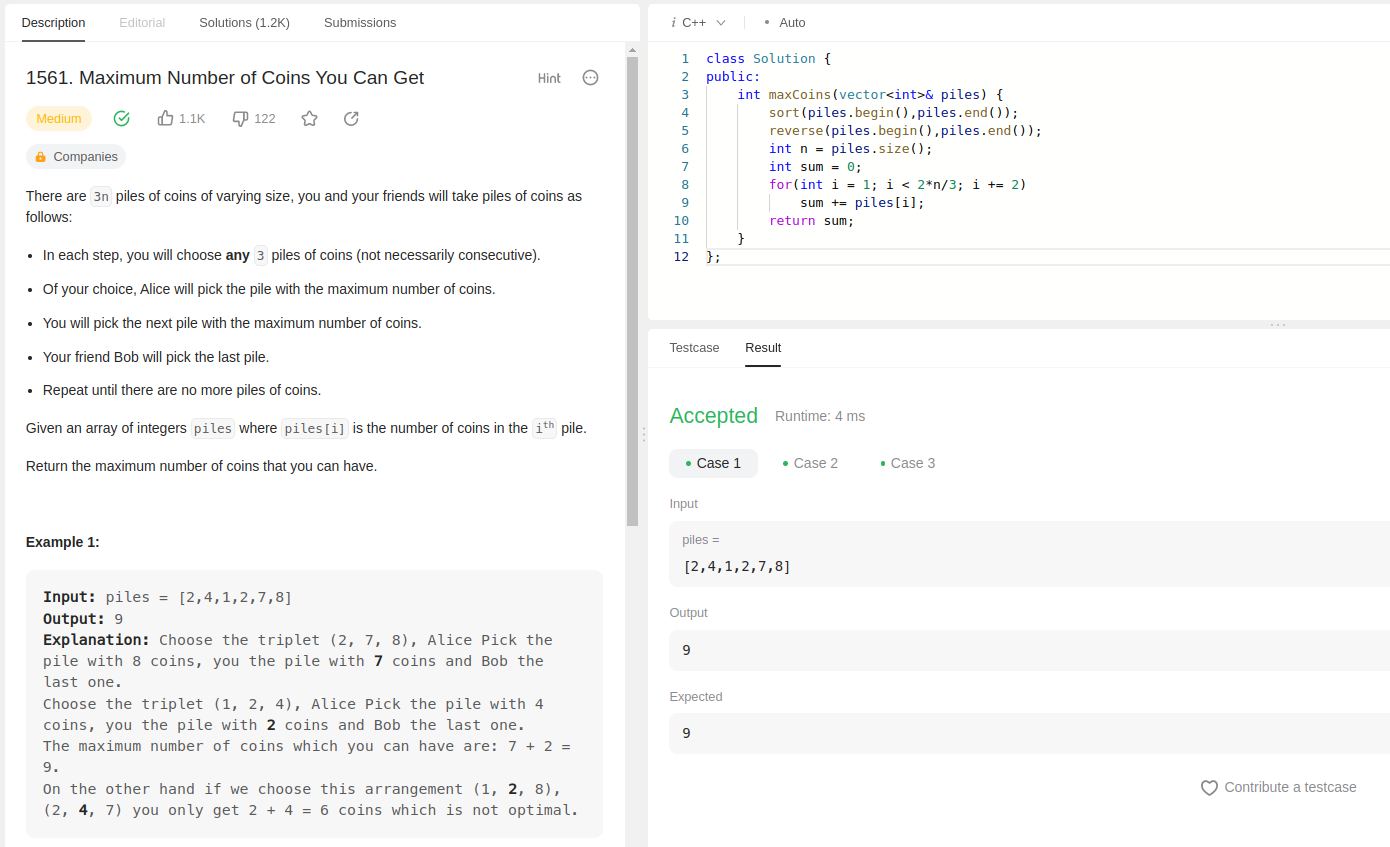 Description Editorial Solutions (1.2K) Submissions
1561. Maximum Number of Coins You Can Get Hint
Medium 1.1K 122
Companies
There are 3n piles of coins of varying size, you and your friends will take piles of coins as
follows:
• In each step, you will choose any 3 piles of coins (not necessarily consecutive).
• Of your choice, Alice will pick the pile with the maximum number of coins.
• You will pick the next pile with the maximum number of coins.
• Your friend Bob will pick the last pile.
• Repeat until there are no more piles of coins.
Given an array of integers piles where piles[i] is the number of coins in the ith pile.
Return the maximum number of coins that you can have.
Example 1:
Input: piles = [2,4,1,2,7,8]
Output: 9
Explanation: Choose the triplet (2, 7, 8), Alice Pick the
pile with 8 coins, you the pile with 7 coins and Bob the
last one.
Choose the triplet (1, 2, 4), Alice Pick the pile with 4
coins, you the pile with 2 coins and Bob the last one.
The maximum number of coins which you can have are: 7 + 2 =
9.
On the other hand if we choose this arrangement (1, 2, 8),
(2, 4, 7) you only get 2 + 4 = 6 coins which is not optimal.
i C++ • Auto
1 class Solution {
2 public:
3 int maxCoins(vector<int>& piles) {
4 sort(piles.begin(),piles.end());
5 reverse(piles.begin(),piles.end());
6 int n = piles.size();
7 int sum = 0;
8 for(int i = 1; i < 2*n/3; i += 2)
9 sum += piles[i];
10 return sum;
11 }
12 };
Testcase Result
Accepted Runtime: 4 ms
• Case 1 • Case 2 • Case 3
Input
piles =
[2,4,1,2,7,8]
Output
9
Expected
9
Contribute a testcase